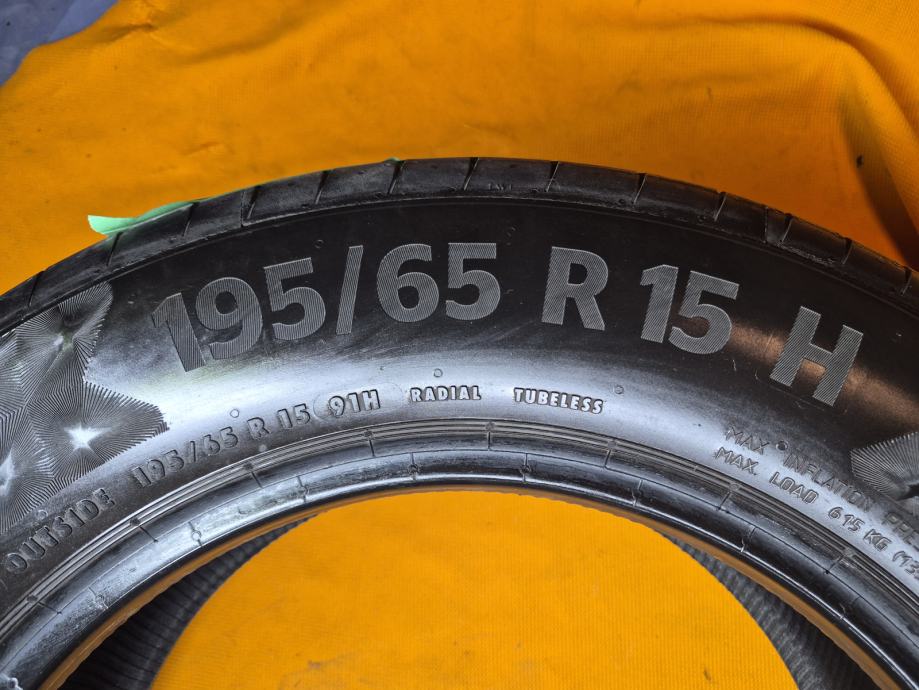 195/65 R 15 H
OUTSIDE 195/65 R 15 91H RADIAL TUBELESS
MAX INFLATION
MAX. LOAD 615 KG